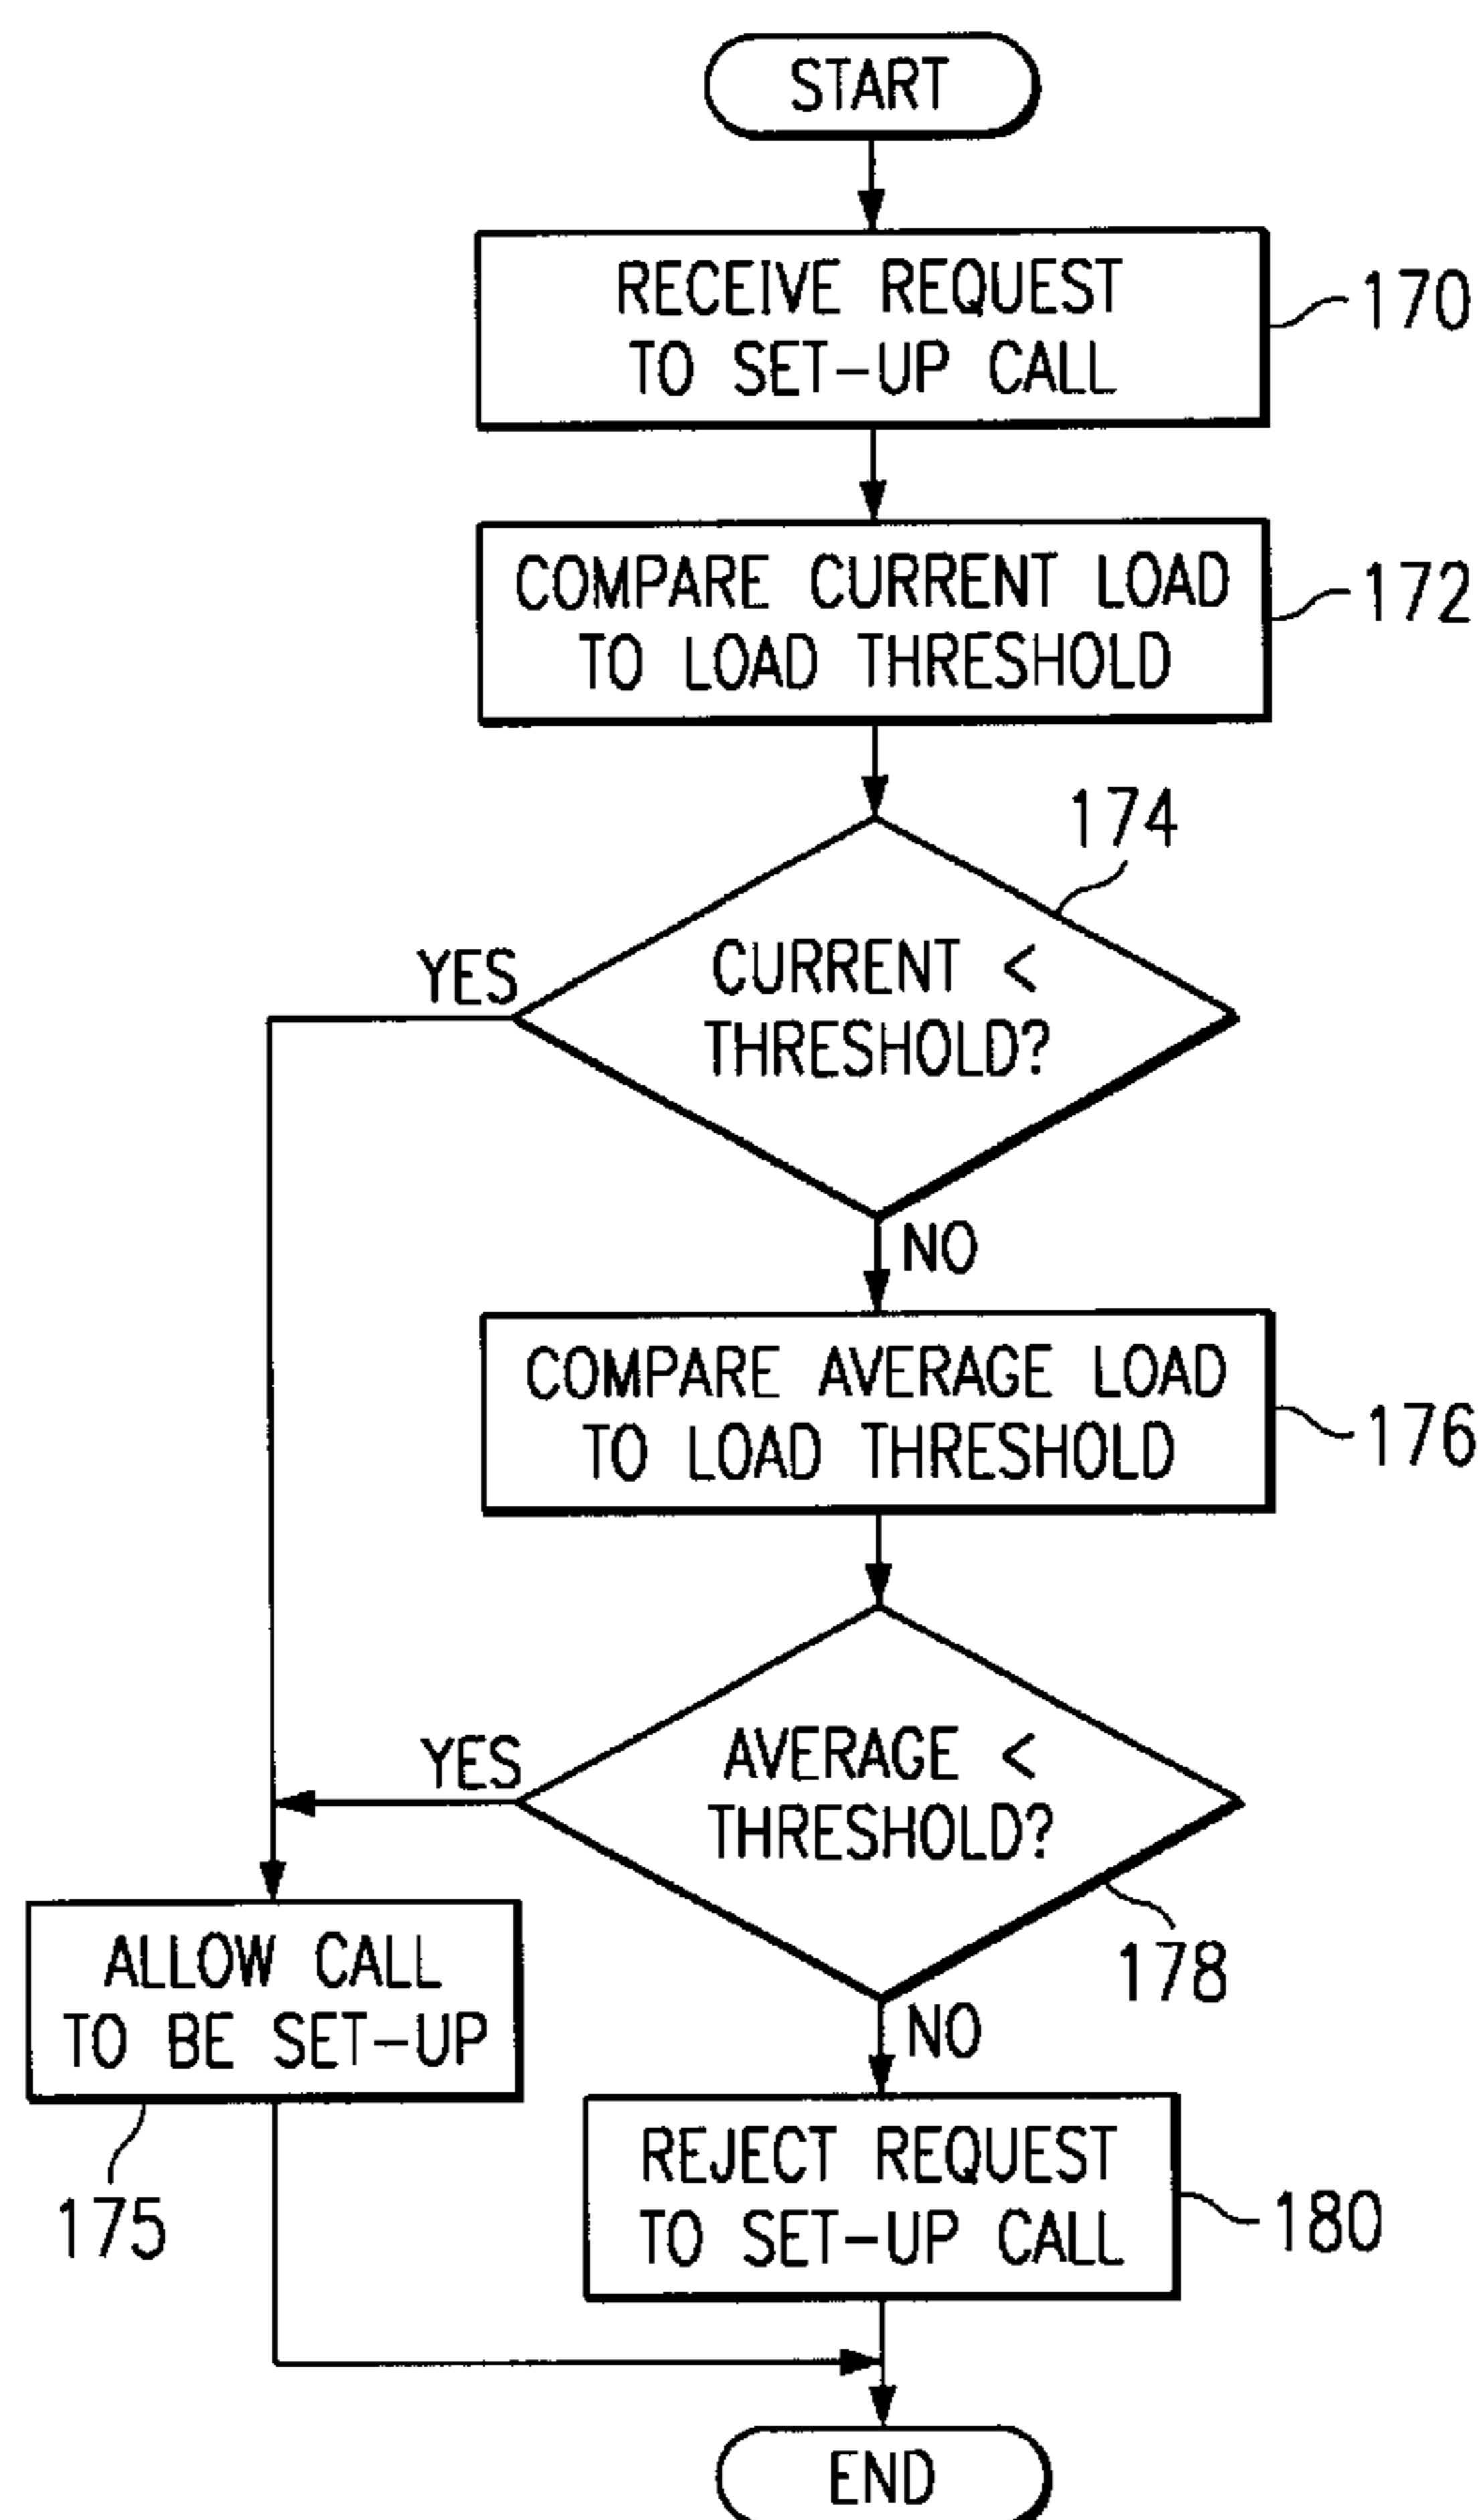 START
RECEIVE REQUEST
TO SET-UP CALL
170
COMPARE CURRENT LOAD
TO LOAD THRESHOLD
172
174
CURRENT <
THRESHOLD?
YES
NO
COMPARE AVERAGE LOAD
TO LOAD THRESHOLD
176
AVERAGE <
THRESHOLD?
YES
178
NO
ALLOW CALL
TO BE SET-UP
175
REJECT REQUEST
TO SET-UP CALL
180
END